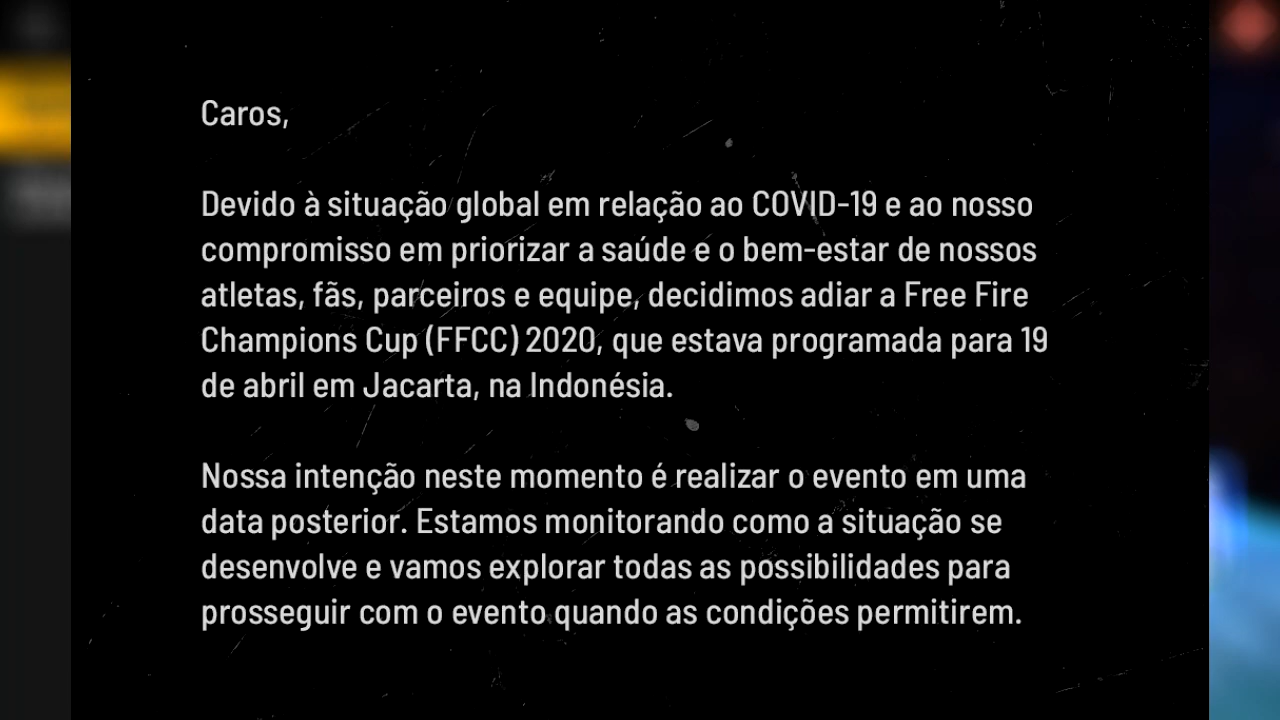 Caros,
Devido à situação global em relação ao COVID-19 e ao nosso
compromisso em priorizar a saúde e o bem-estar de nossos
atletas, fãs, parceiros e equipe, decidimos adiar a Free Fire
Champions Cup (FFCC) 2020, que estava programada para 19
de abril em Jacarta, na Indonésia.
Nossa intenção neste momento é realizar o evento em uma
data posterior. Estamos monitorando como a situação se
desenvolve e vamos explorar todas as possibilidades para
prosseguir com o evento quando as condições permitirem.